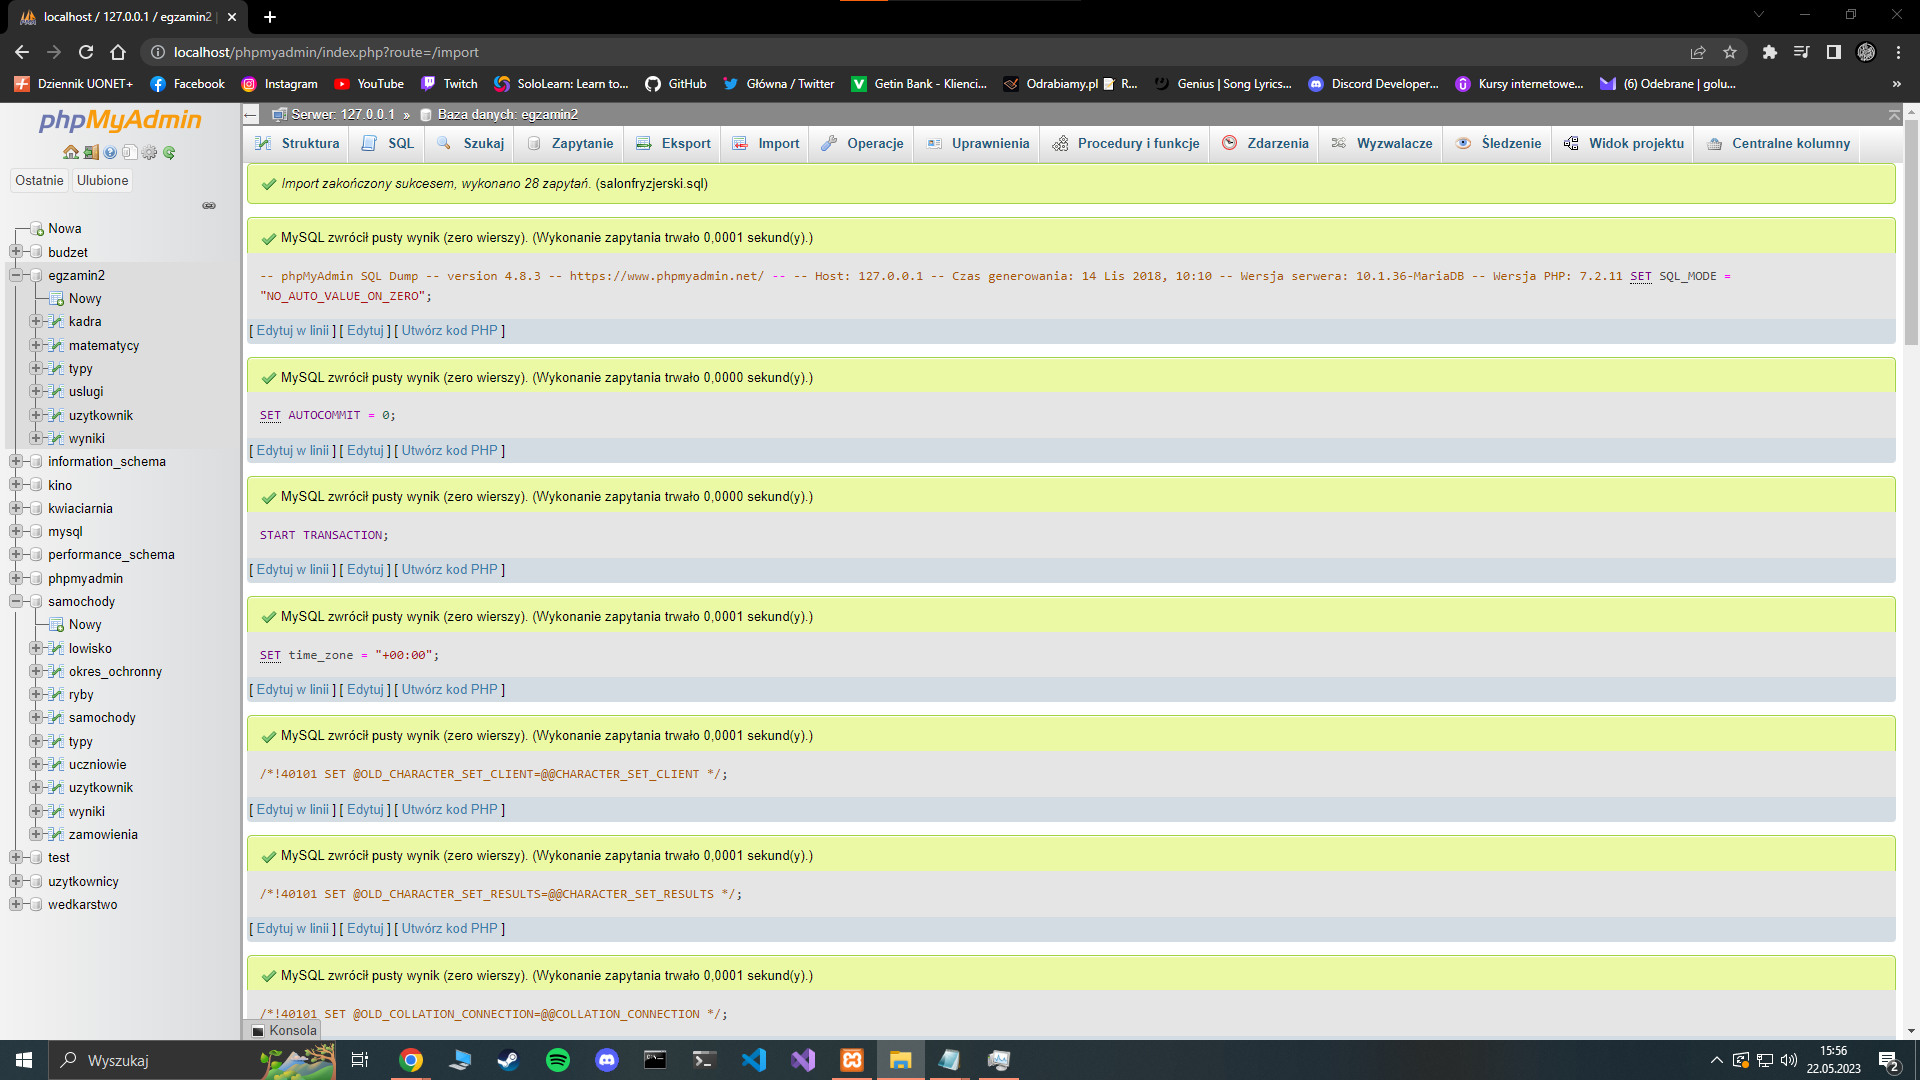 localhost / 127.0.0.1 / egzamin2 |
localhost/phpmyadmin/index.php?route=/import
Dziennik UONET+ Facebook Instagram YouTube Twitch SoloLearn: Learn to... GitHub Główna / Twitter Getin Bank - Klienci... Odrabiamy.pl R... Genius | Song Lyrics... Discord Developer... Kursy internetowe... (6) Odebrane | golu... »
phpMyAdmin
Ostatnie Ulubione
Nowa
budzet
egzamin2
Nowy
kadra
matematycy
typy
uslugi
uzytkownik
wyniki
information_schema
kino
kwiaciarnia
mysql
performance_schema
phpmyadmin
samochody
Nowy
lowisko
okres_ochronny
ryby
samochody
typy
uczniowie
uzytkownik
wyniki
zamowienia
test
uzytkownicy
wedkarstwo
Serwer: 127.0.0.1 » Baza danych: egzamin2
Struktura SQL Szukaj Zapytanie Eksport Import Operacje Uprawnienia Procedury i funkcje Zdarzenia Wyzwalacze Śledzenie Widok projektu Centralne kolumny
Import zakończony sukcesem, wykonano 28 zapytań. (salonfryzjerski.sql)
MySQL zwrócił pusty wynik (zero wierszy). (Wykonanie zapytania trwało 0,0001 sekund(y).)
-- phpMyAdmin SQL Dump -- version 4.8.3 -- https://www.phpmyadmin.net/ -- -- Host: 127.0.0.1 -- Czas generowania: 14 Lis 2018, 10:10 -- Wersja serwera: 10.1.36-MariaDB -- Wersja PHP: 7.2.11 SET SQL_MODE =
"NO_AUTO_VALUE_ON_ZERO";
[ Edytuj w linii ] [ Edytuj ] [ Utwórz kod PHP ]
MySQL zwrócił pusty wynik (zero wierszy). (Wykonanie zapytania trwało 0,0000 sekund(y).)
SET AUTOCOMMIT = 0;
[ Edytuj w linii ] [ Edytuj ] [ Utwórz kod PHP ]
MySQL zwrócił pusty wynik (zero wierszy). (Wykonanie zapytania trwało 0,0000 sekund(y).)
START TRANSACTION;
[ Edytuj w linii ] [ Edytuj ] [ Utwórz kod PHP ]
MySQL zwrócił pusty wynik (zero wierszy). (Wykonanie zapytania trwało 0,0001 sekund(y).)
SET time_zone = "+00:00";
[ Edytuj w linii ] [ Edytuj ] [ Utwórz kod PHP ]
MySQL zwrócił pusty wynik (zero wierszy). (Wykonanie zapytania trwało 0,0001 sekund(y).)
/*!40101 SET @OLD_CHARACTER_SET_CLIENT=@@CHARACTER_SET_CLIENT */;
[ Edytuj w linii ] [ Edytuj ] [ Utwórz kod PHP ]
MySQL zwrócił pusty wynik (zero wierszy). (Wykonanie zapytania trwało 0,0001 sekund(y).)
/*!40101 SET @OLD_CHARACTER_SET_RESULTS=@@CHARACTER_SET_RESULTS */;
[ Edytuj w linii ] [ Edytuj ] [ Utwórz kod PHP ]
MySQL zwrócił pusty wynik (zero wierszy). (Wykonanie zapytania trwało 0,0001 sekund(y).)
/*!40101 SET @OLD_COLLATION_CONNECTION=@@COLLATION_CONNECTION */;
Konsola
Wyszukaj
15:56
22.05.2023
2